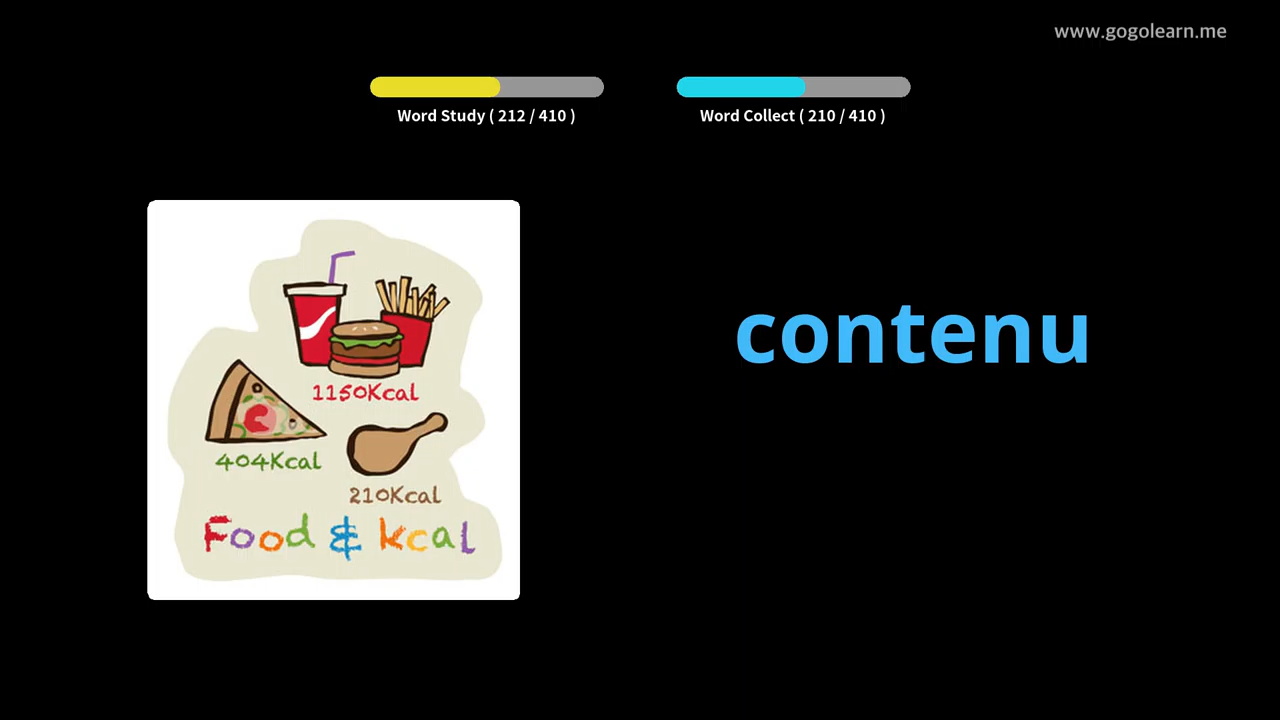 www.gogolearn.me
Word Study ( 212 / 410 )
Word Collect ( 210 / 410 )
contenu
1150Kcal
404Kcal
210Kcal
Food & kcal